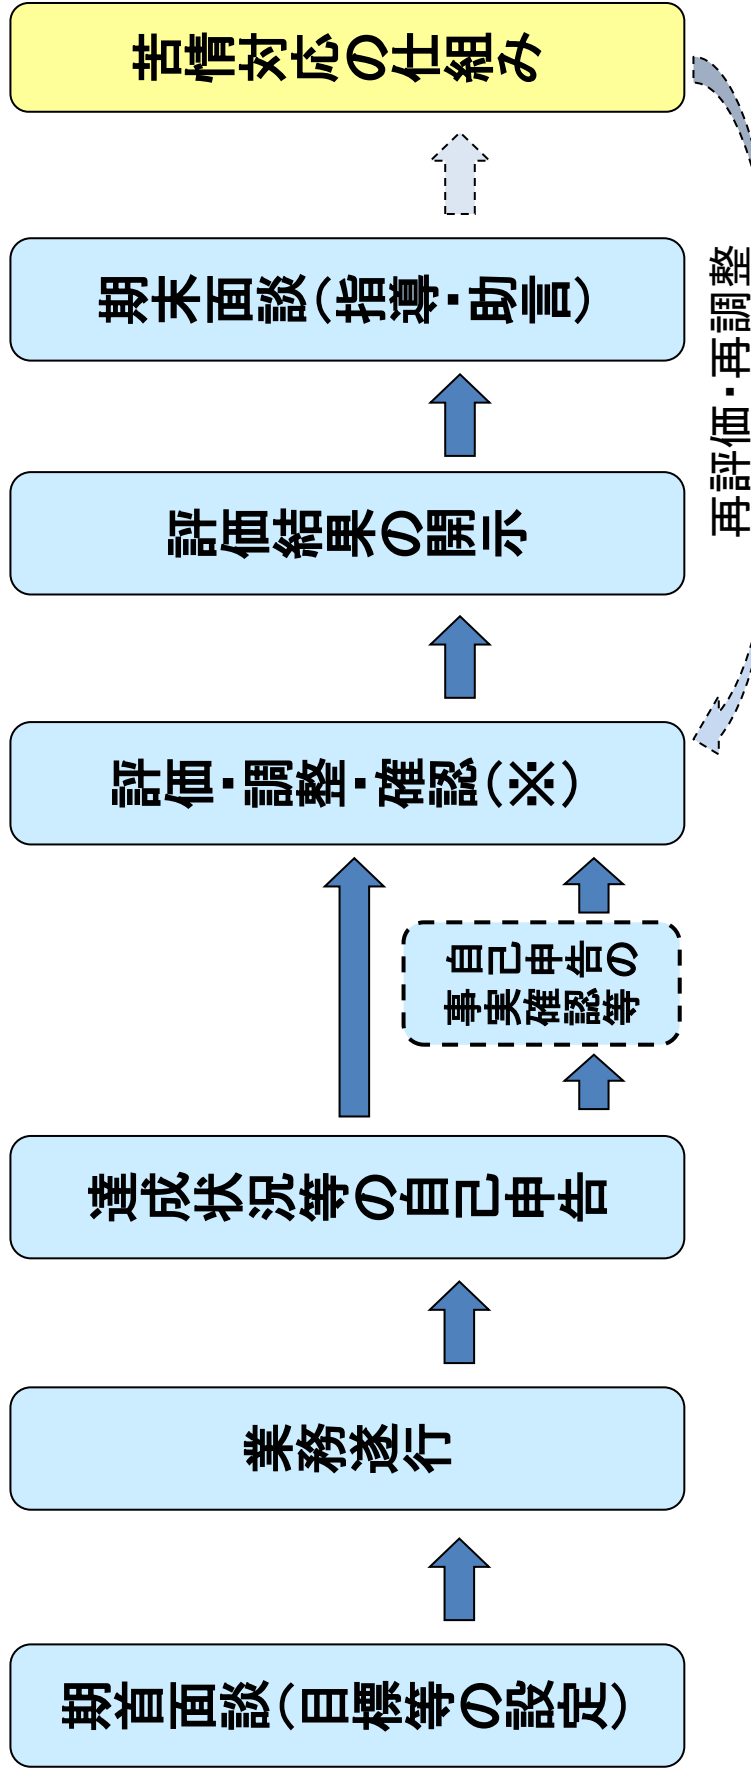 期首面談（目標等の設定）
業務遂行
達成状況等の自己申告
自己申告の
事実確認等
評価・調整・確認（※）
評価結果の開示
期末面談（指導・助言）
苦情対応の仕組み
再評価・再調整